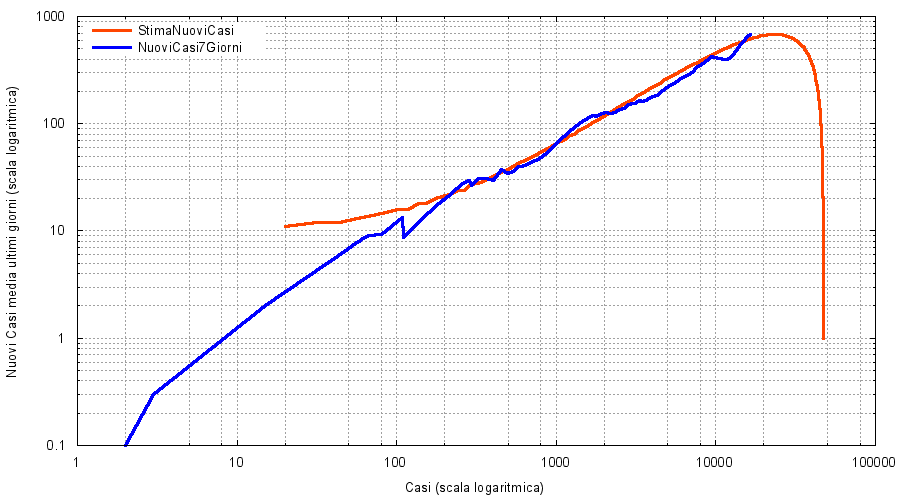 1000
StimaNuoviCasi
NuoviCasi7Giorni
100
10
1
0.1
1
10
100
1000
10000
100000
Nuovi Casi media ultimi giorni (scala logaritmica)
Casi (scala logaritmica)